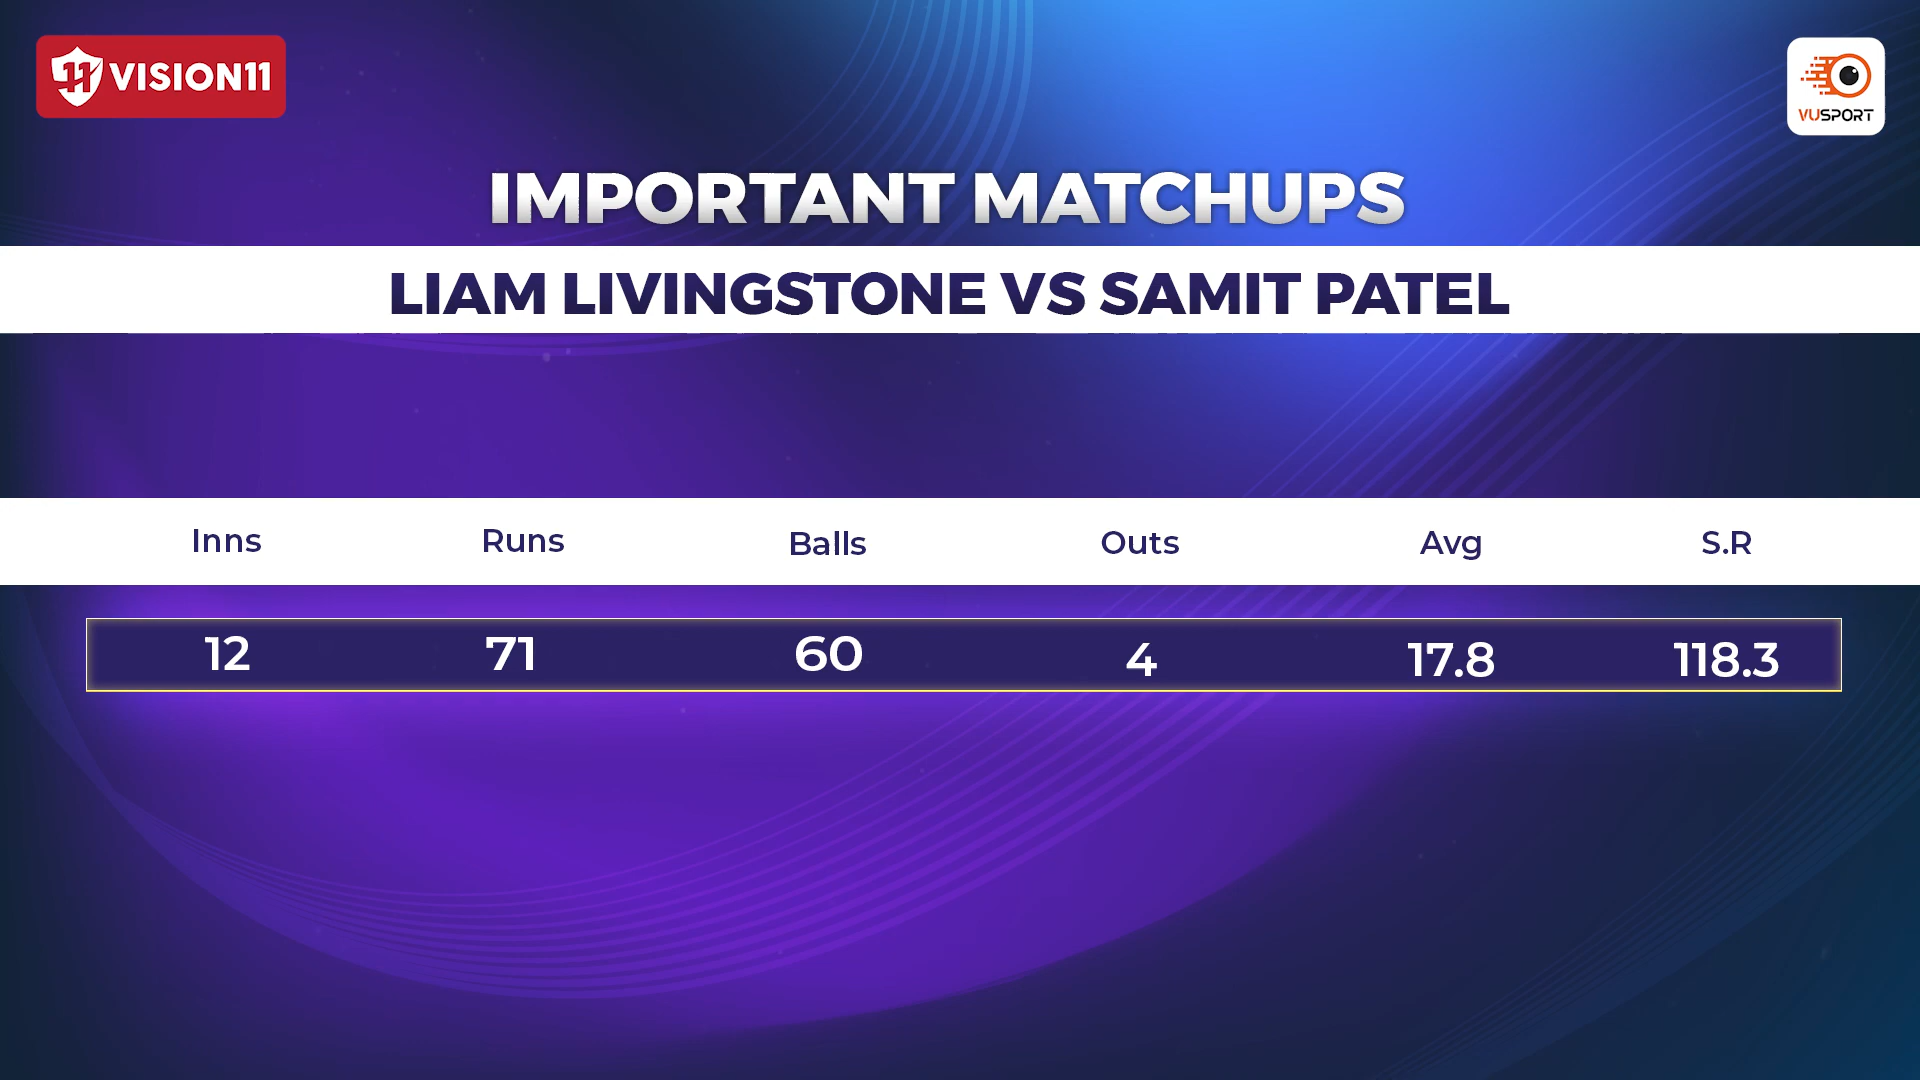 11 VISION11
VUSPORT
IMPORTANT MATCHUPS
LIAM LIVINGSTONE VS SAMIT PATEL
Inns Runs Balls Outs Avg S.R
12 71 60 4 17.8 118.3